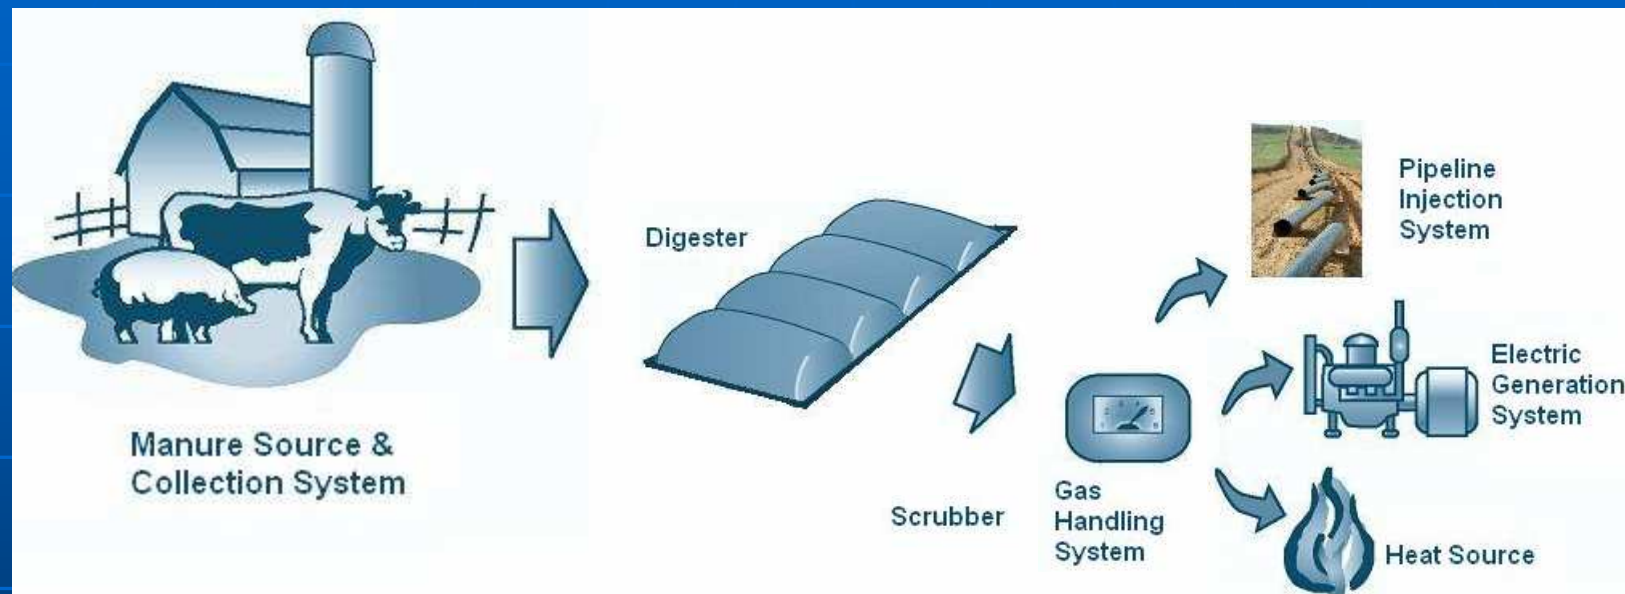 Manure Source &
Collection System
Digester
Scrubber
Gas
Handling
System
Pipeline
Injection
System
Electric
Generation
System
Heat Source